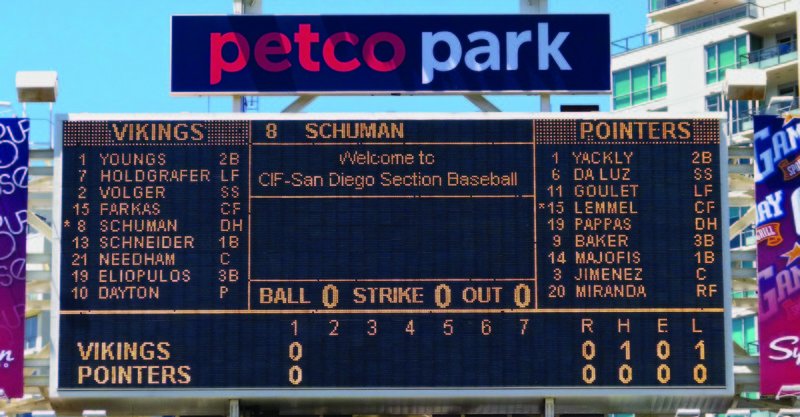 petco park
VIKINGS
1 YOUNGS 2B
7 HOLDGRAFER LF
2 VOLGER SS
15 FARKAS CF
*8 SCHUMAN DH
13 SCHNEIDER 1B
21 NEEDHAM C
19 ELIOPULOS 3B
10 DAYTON P
8 SCHUMAN
Welcome to
CIF-San Diego Section Baseball
BALL 0 STRIKE 0 OUT 0
POINTERS
1 YACKLY 2B
6 DA LUZ SS
11 GOULET LF
*15 LEMMEL CF
19 PAPPAS DH
9 BAKER 3B
14 MAJOFIS 1B
3 JIMENEZ C
20 MIRANDA RF
1 2 3 4 5 6 7 R H E L
VIKINGS 0 0 1 0 1
POINTERS 0 0 0 0 0